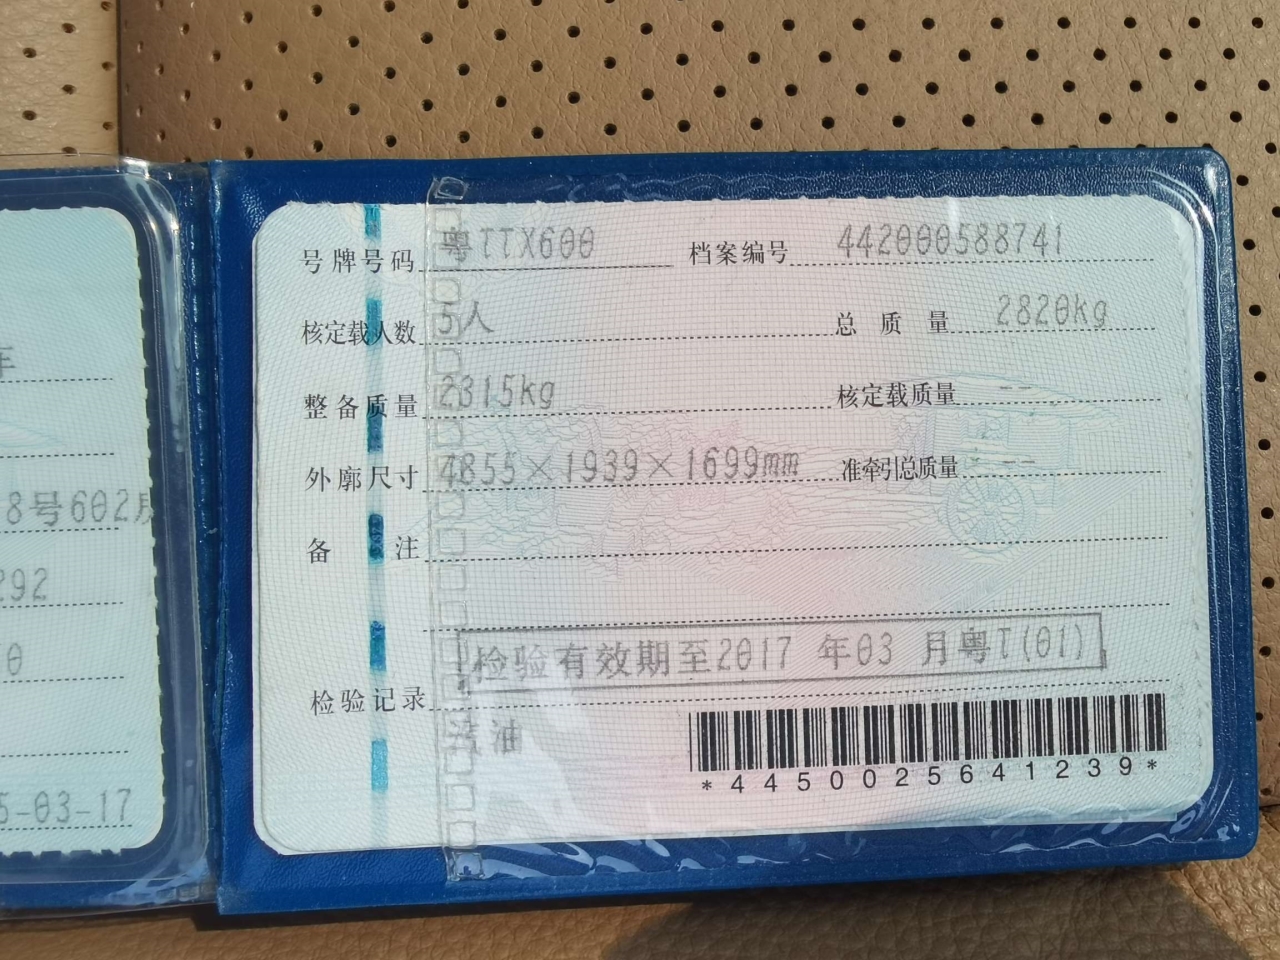 车
8号602房
292
0
5-03-17
号牌号码 粤TTX600 档案编号 442000588741
核定载人数 5人 总质量 2820kg
整备质量 2315kg 核定载质量 --
外廓尺寸 4855×1939×1699mm 准牵引总质量 --
备注
检验有效期至2017 年03 月粤T(01)
检验记录
汽油
*4450025641239*